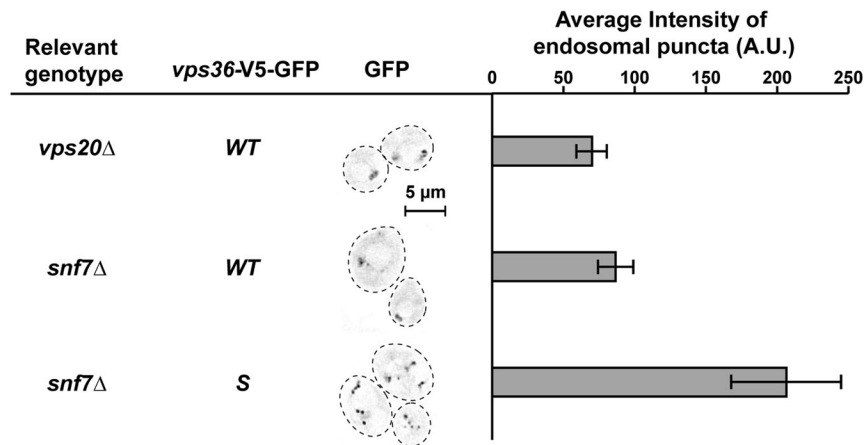 Average Intensity of
endosomal puncta (A.U.)
Relevant
genotype
vps36-V5-GFP
GFP
0 50 100 150 200 250
vps20Δ WT
5 µm
snf7Δ WT
snf7Δ S